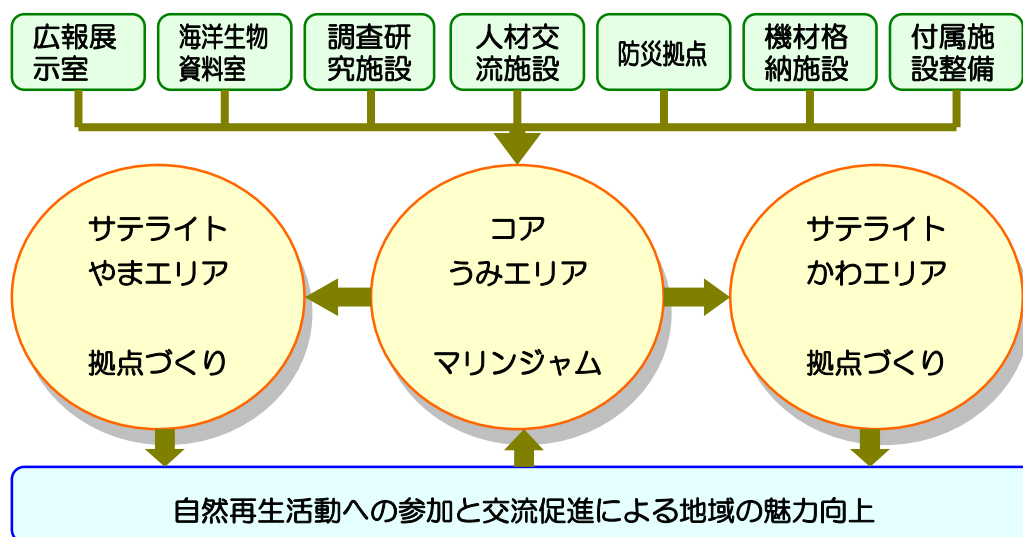 広報展
示室
海洋生物
資料室
調査研
究施設
人材交
流施設
防災拠点
機材格
納施設
付属施
設整備
サテライト
やまエリア
拠点づくり
コア
うみエリア
マリンジャム
サテライト
かわエリア
拠点づくり
自然再生活動への参加と交流促進による地域の魅力向上